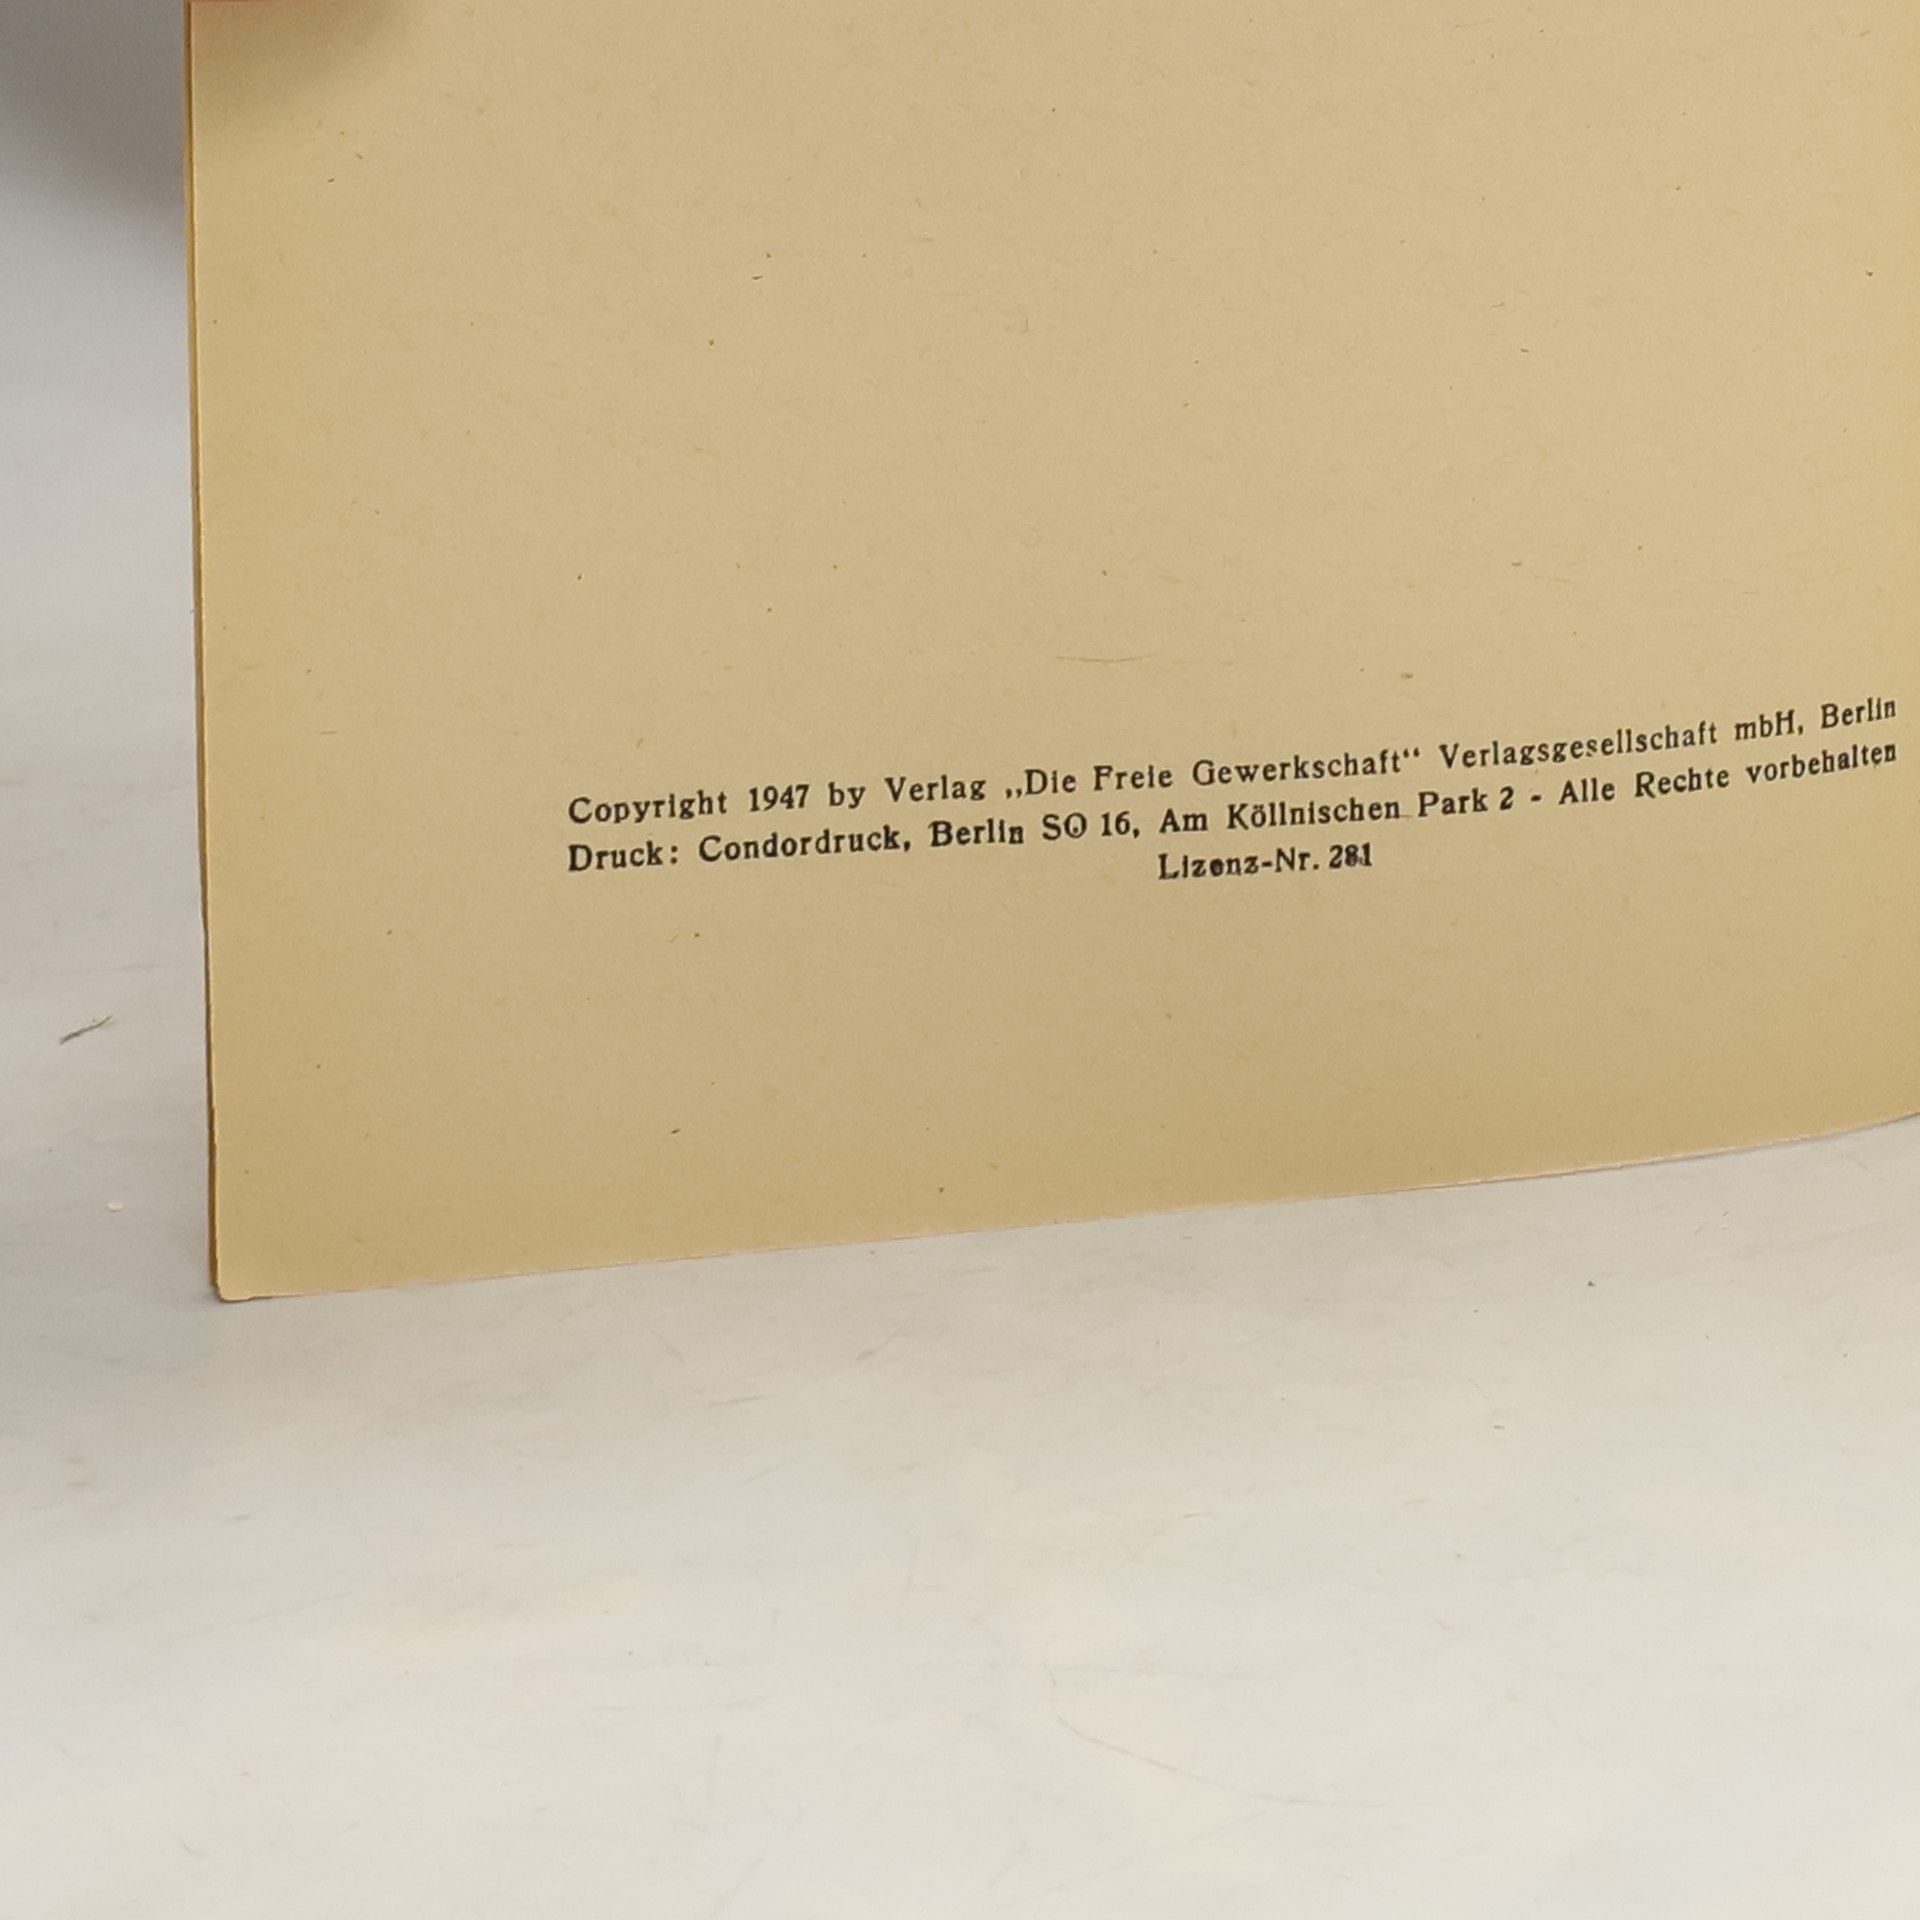 Copyright 1947 by Verlag „Die Freie Gewerkschaft“ Verlagsgesellschaft mbH, Berlin
Druck: Condordruck, Berlin SO 16, Am Köllnischen Park 2 - Alle Rechte vorbehalten
Lizenz-Nr. 281